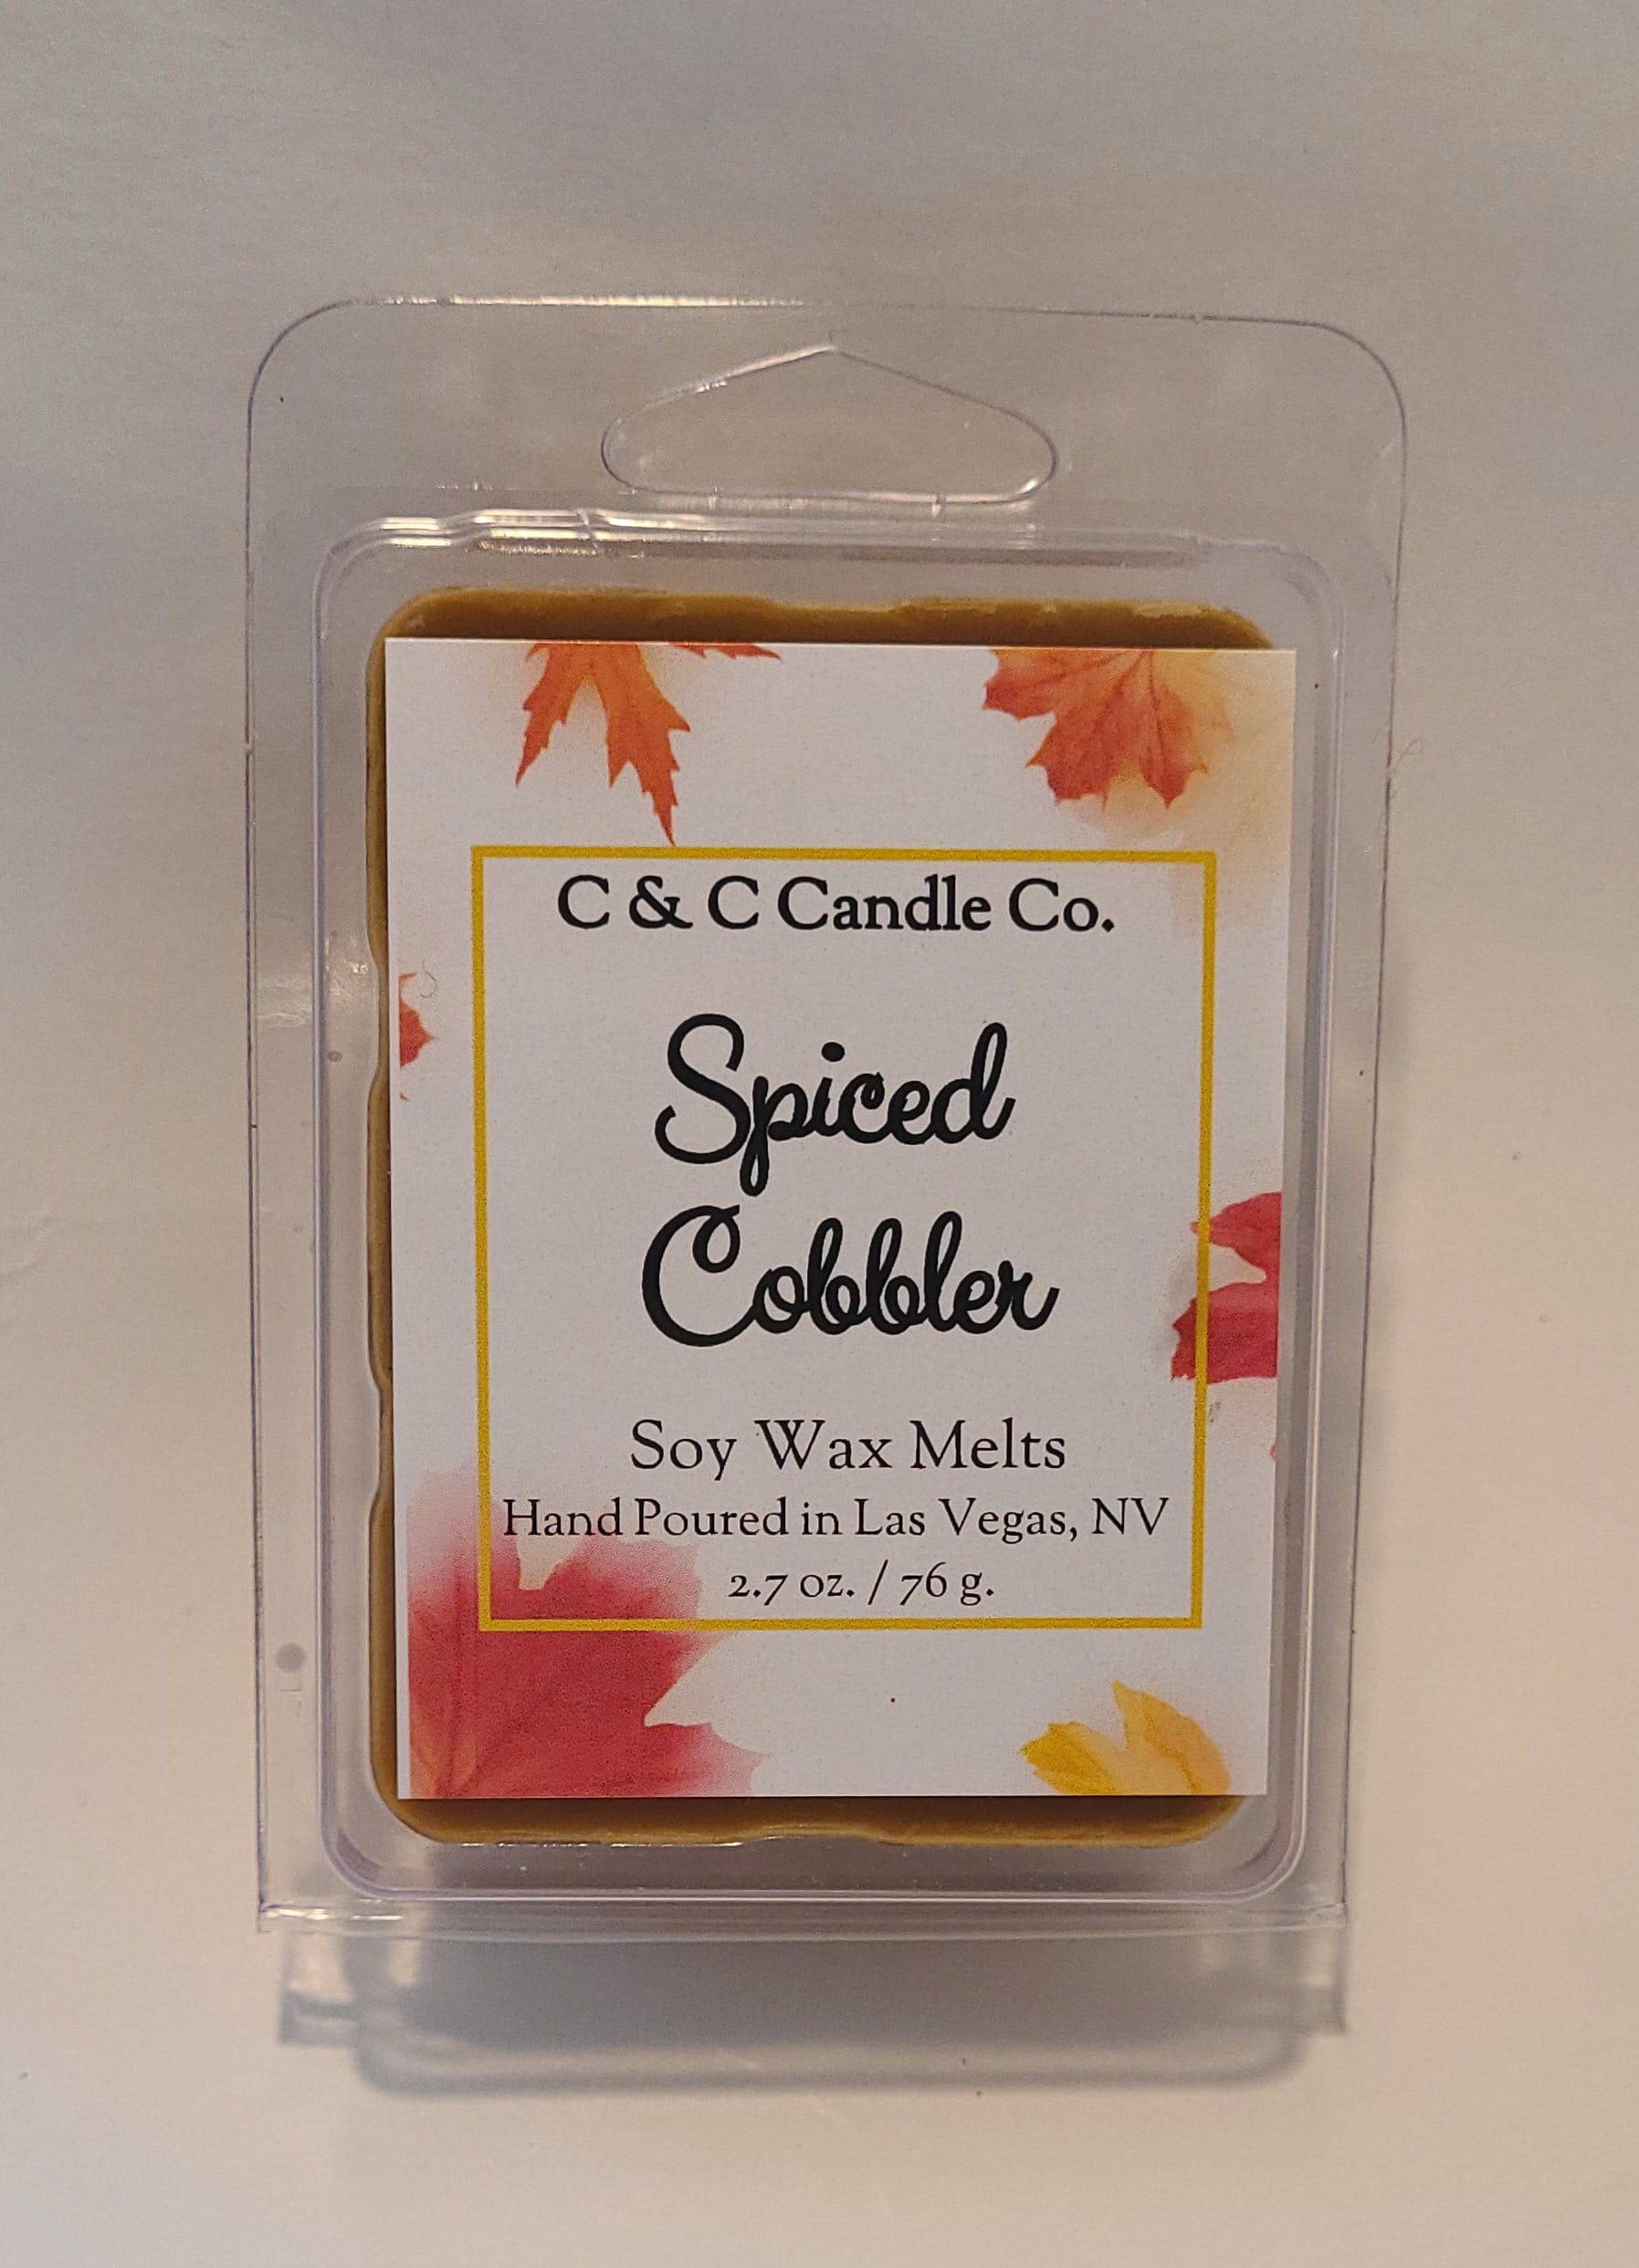 C & C Candle Co.
Spiced
Cobbler
Soy Wax Melts
Hand Poured in Las Vegas, NV
2.7 oz. / 76 g.